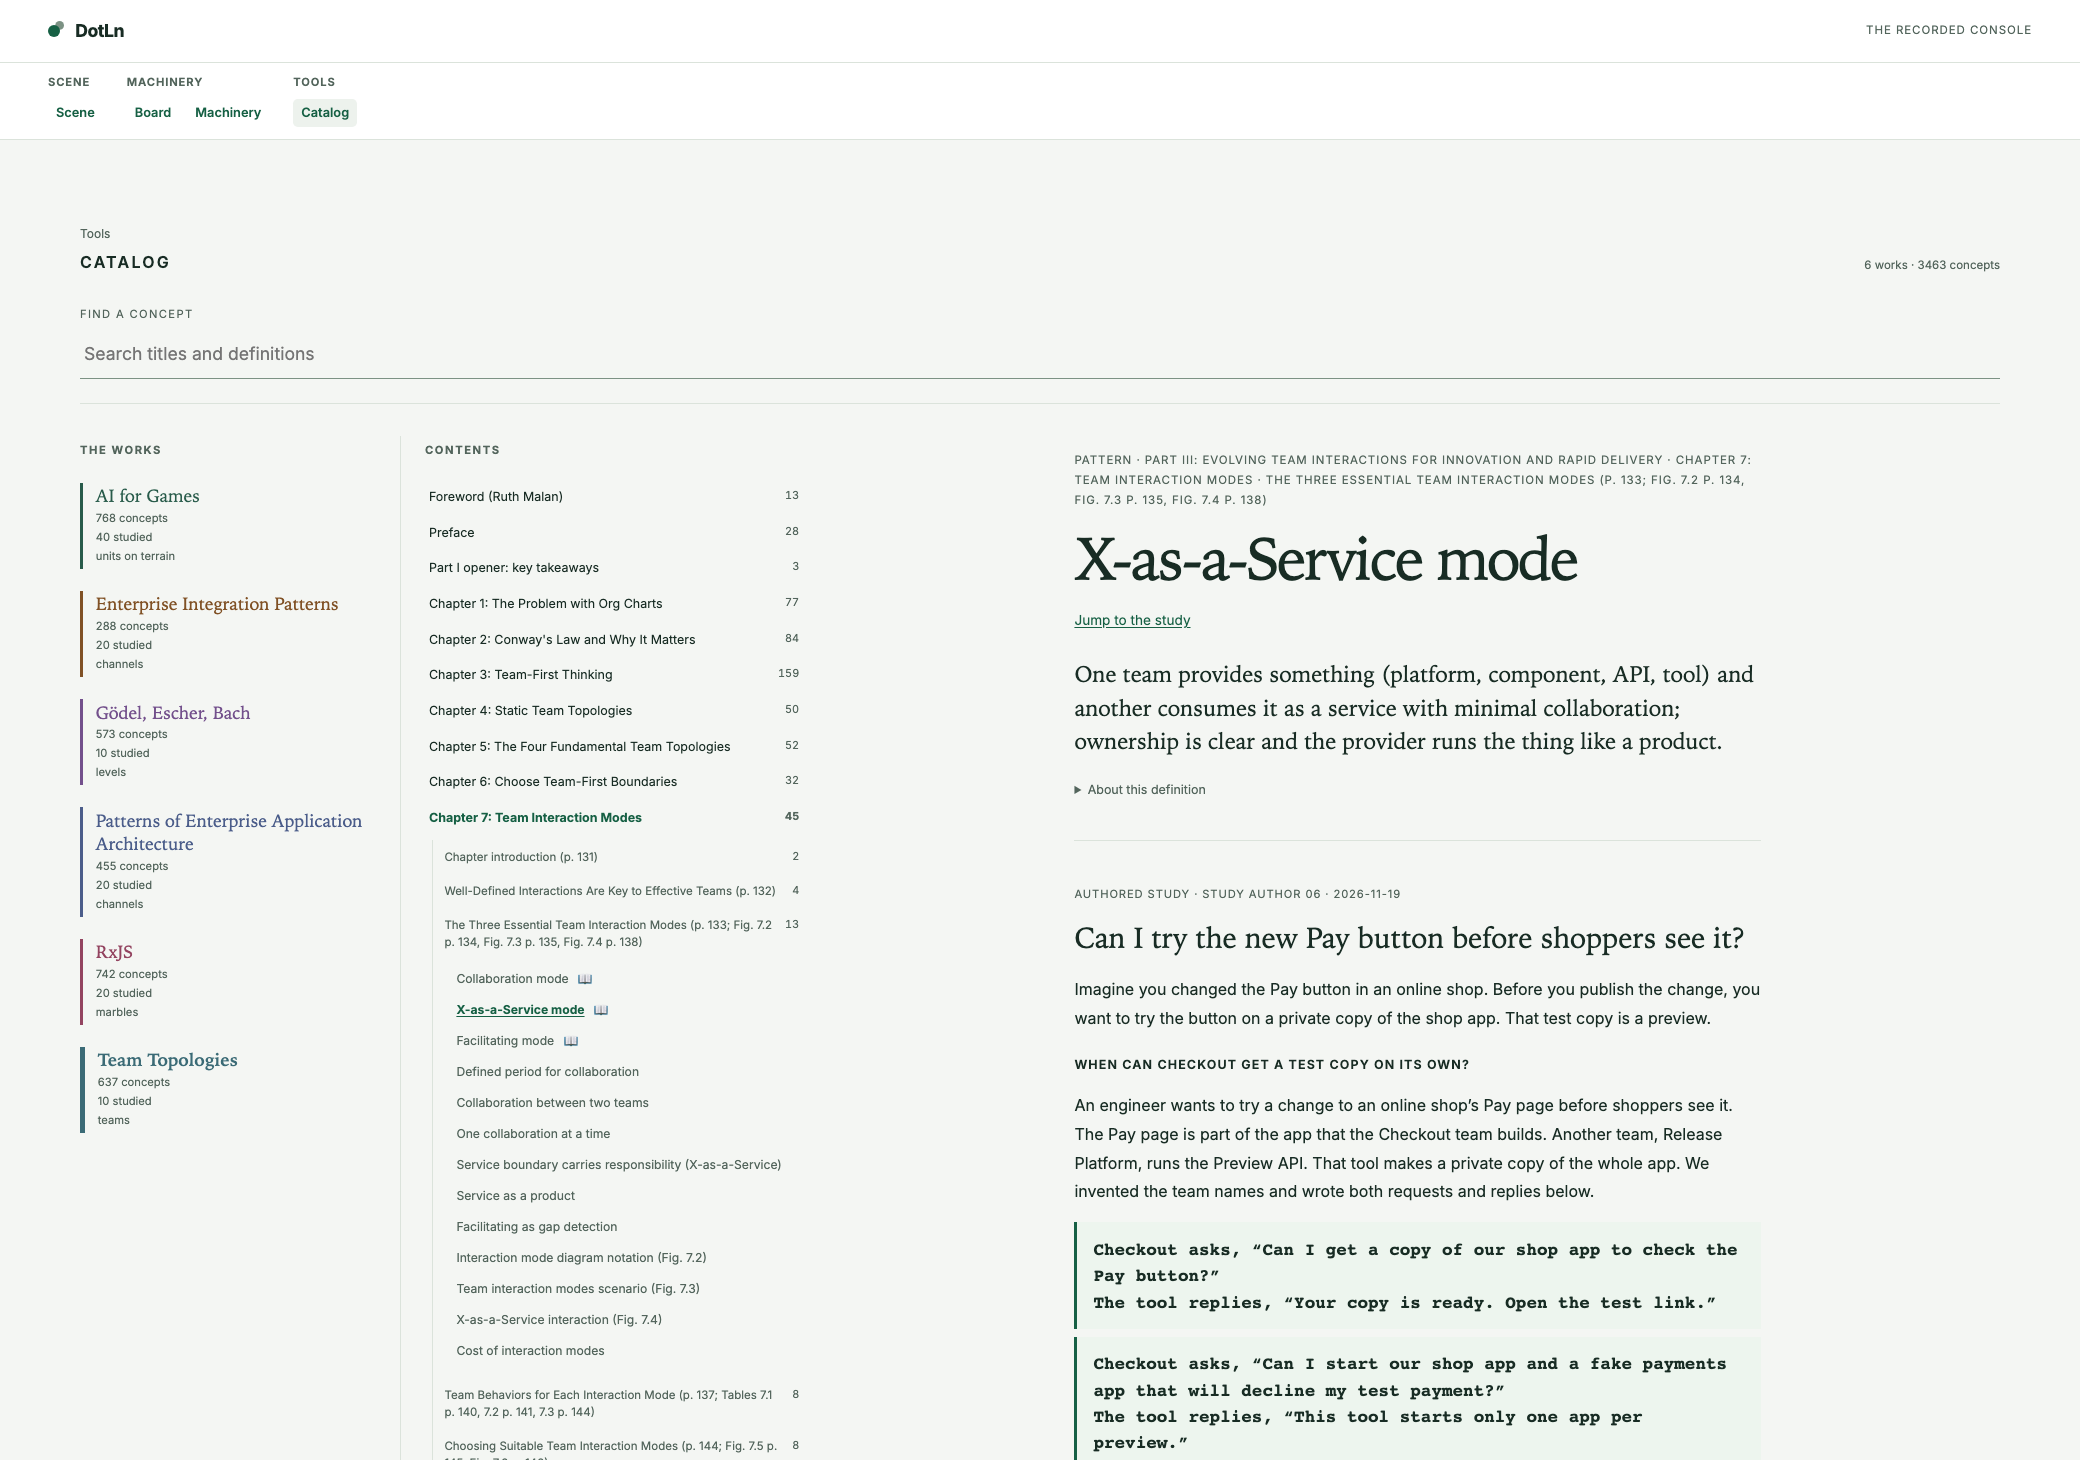 DotLn
THE RECORDED CONSOLE
SCENE
MACHINERY
TOOLS
Scene
Board
Machinery
Catalog
Tools
CATALOG
6 works · 3463 concepts
FIND A CONCEPT
Search titles and definitions
THE WORKS
AI for Games
768 concepts
40 studied
units on terrain
Enterprise Integration Patterns
288 concepts
20 studied
channels
Gödel, Escher, Bach
573 concepts
10 studied
levels
Patterns of Enterprise Application
Architecture
455 concepts
20 studied
channels
RxJS
742 concepts
20 studied
marbles
Team Topologies
637 concepts
10 studied
teams
CONTENTS
Foreword (Ruth Malan) 13
Preface 28
Part I opener: key takeaways 3
Chapter 1: The Problem with Org Charts 77
Chapter 2: Conway's Law and Why It Matters 84
Chapter 3: Team-First Thinking 159
Chapter 4: Static Team Topologies 50
Chapter 5: The Four Fundamental Team Topologies 52
Chapter 6: Choose Team-First Boundaries 32
Chapter 7: Team Interaction Modes 45
Chapter introduction (p. 131) 2
Well-Defined Interactions Are Key to Effective Teams (p. 132) 4
The Three Essential Team Interaction Modes (p. 133; Fig. 7.2 13
p. 134, Fig. 7.3 p. 135, Fig. 7.4 p. 138)
Collaboration mode
X-as-a-Service mode
Facilitating mode
Defined period for collaboration
Collaboration between two teams
One collaboration at a time
Service boundary carries responsibility (X-as-a-Service)
Service as a product
Facilitating as gap detection
Interaction mode diagram notation (Fig. 7.2)
Team interaction modes scenario (Fig. 7.3)
X-as-a-Service interaction (Fig. 7.4)
Cost of interaction modes
Team Behaviors for Each Interaction Mode (p. 137; Tables 7.1 8
p. 140, 7.2 p. 141, 7.3 p. 144)
Choosing Suitable Team Interaction Modes (p. 144; Fig. 7.5 p. 8
PATTERN · PART III: EVOLVING TEAM INTERACTIONS FOR INNOVATION AND RAPID DELIVERY · CHAPTER 7:
TEAM INTERACTION MODES · THE THREE ESSENTIAL TEAM INTERACTION MODES (P. 133; FIG. 7.2 P. 134,
FIG. 7.3 P. 135, FIG. 7.4 P. 138)
X-as-a-Service mode
Jump to the study
One team provides something (platform, component, API, tool) and
another consumes it as a service with minimal collaboration;
ownership is clear and the provider runs the thing like a product.
About this definition
AUTHORED STUDY · STUDY AUTHOR 06 · 2026-11-19
Can I try the new Pay button before shoppers see it?
Imagine you changed the Pay button in an online shop. Before you publish the change, you
want to try the button on a private copy of the shop app. That test copy is a preview.
WHEN CAN CHECKOUT GET A TEST COPY ON ITS OWN?
An engineer wants to try a change to an online shop’s Pay page before shoppers see it.
The Pay page is part of the app that the Checkout team builds. Another team, Release
Platform, runs the Preview API. That tool makes a private copy of the whole app. We
invented the team names and wrote both requests and replies below.
Checkout asks, “Can I get a copy of our shop app to check the
Pay button?”
The tool replies, “Your copy is ready. Open the test link.”
Checkout asks, “Can I start our shop app and a fake payments
app that will decline my test payment?”
The tool replies, “This tool starts only one app per
preview.”